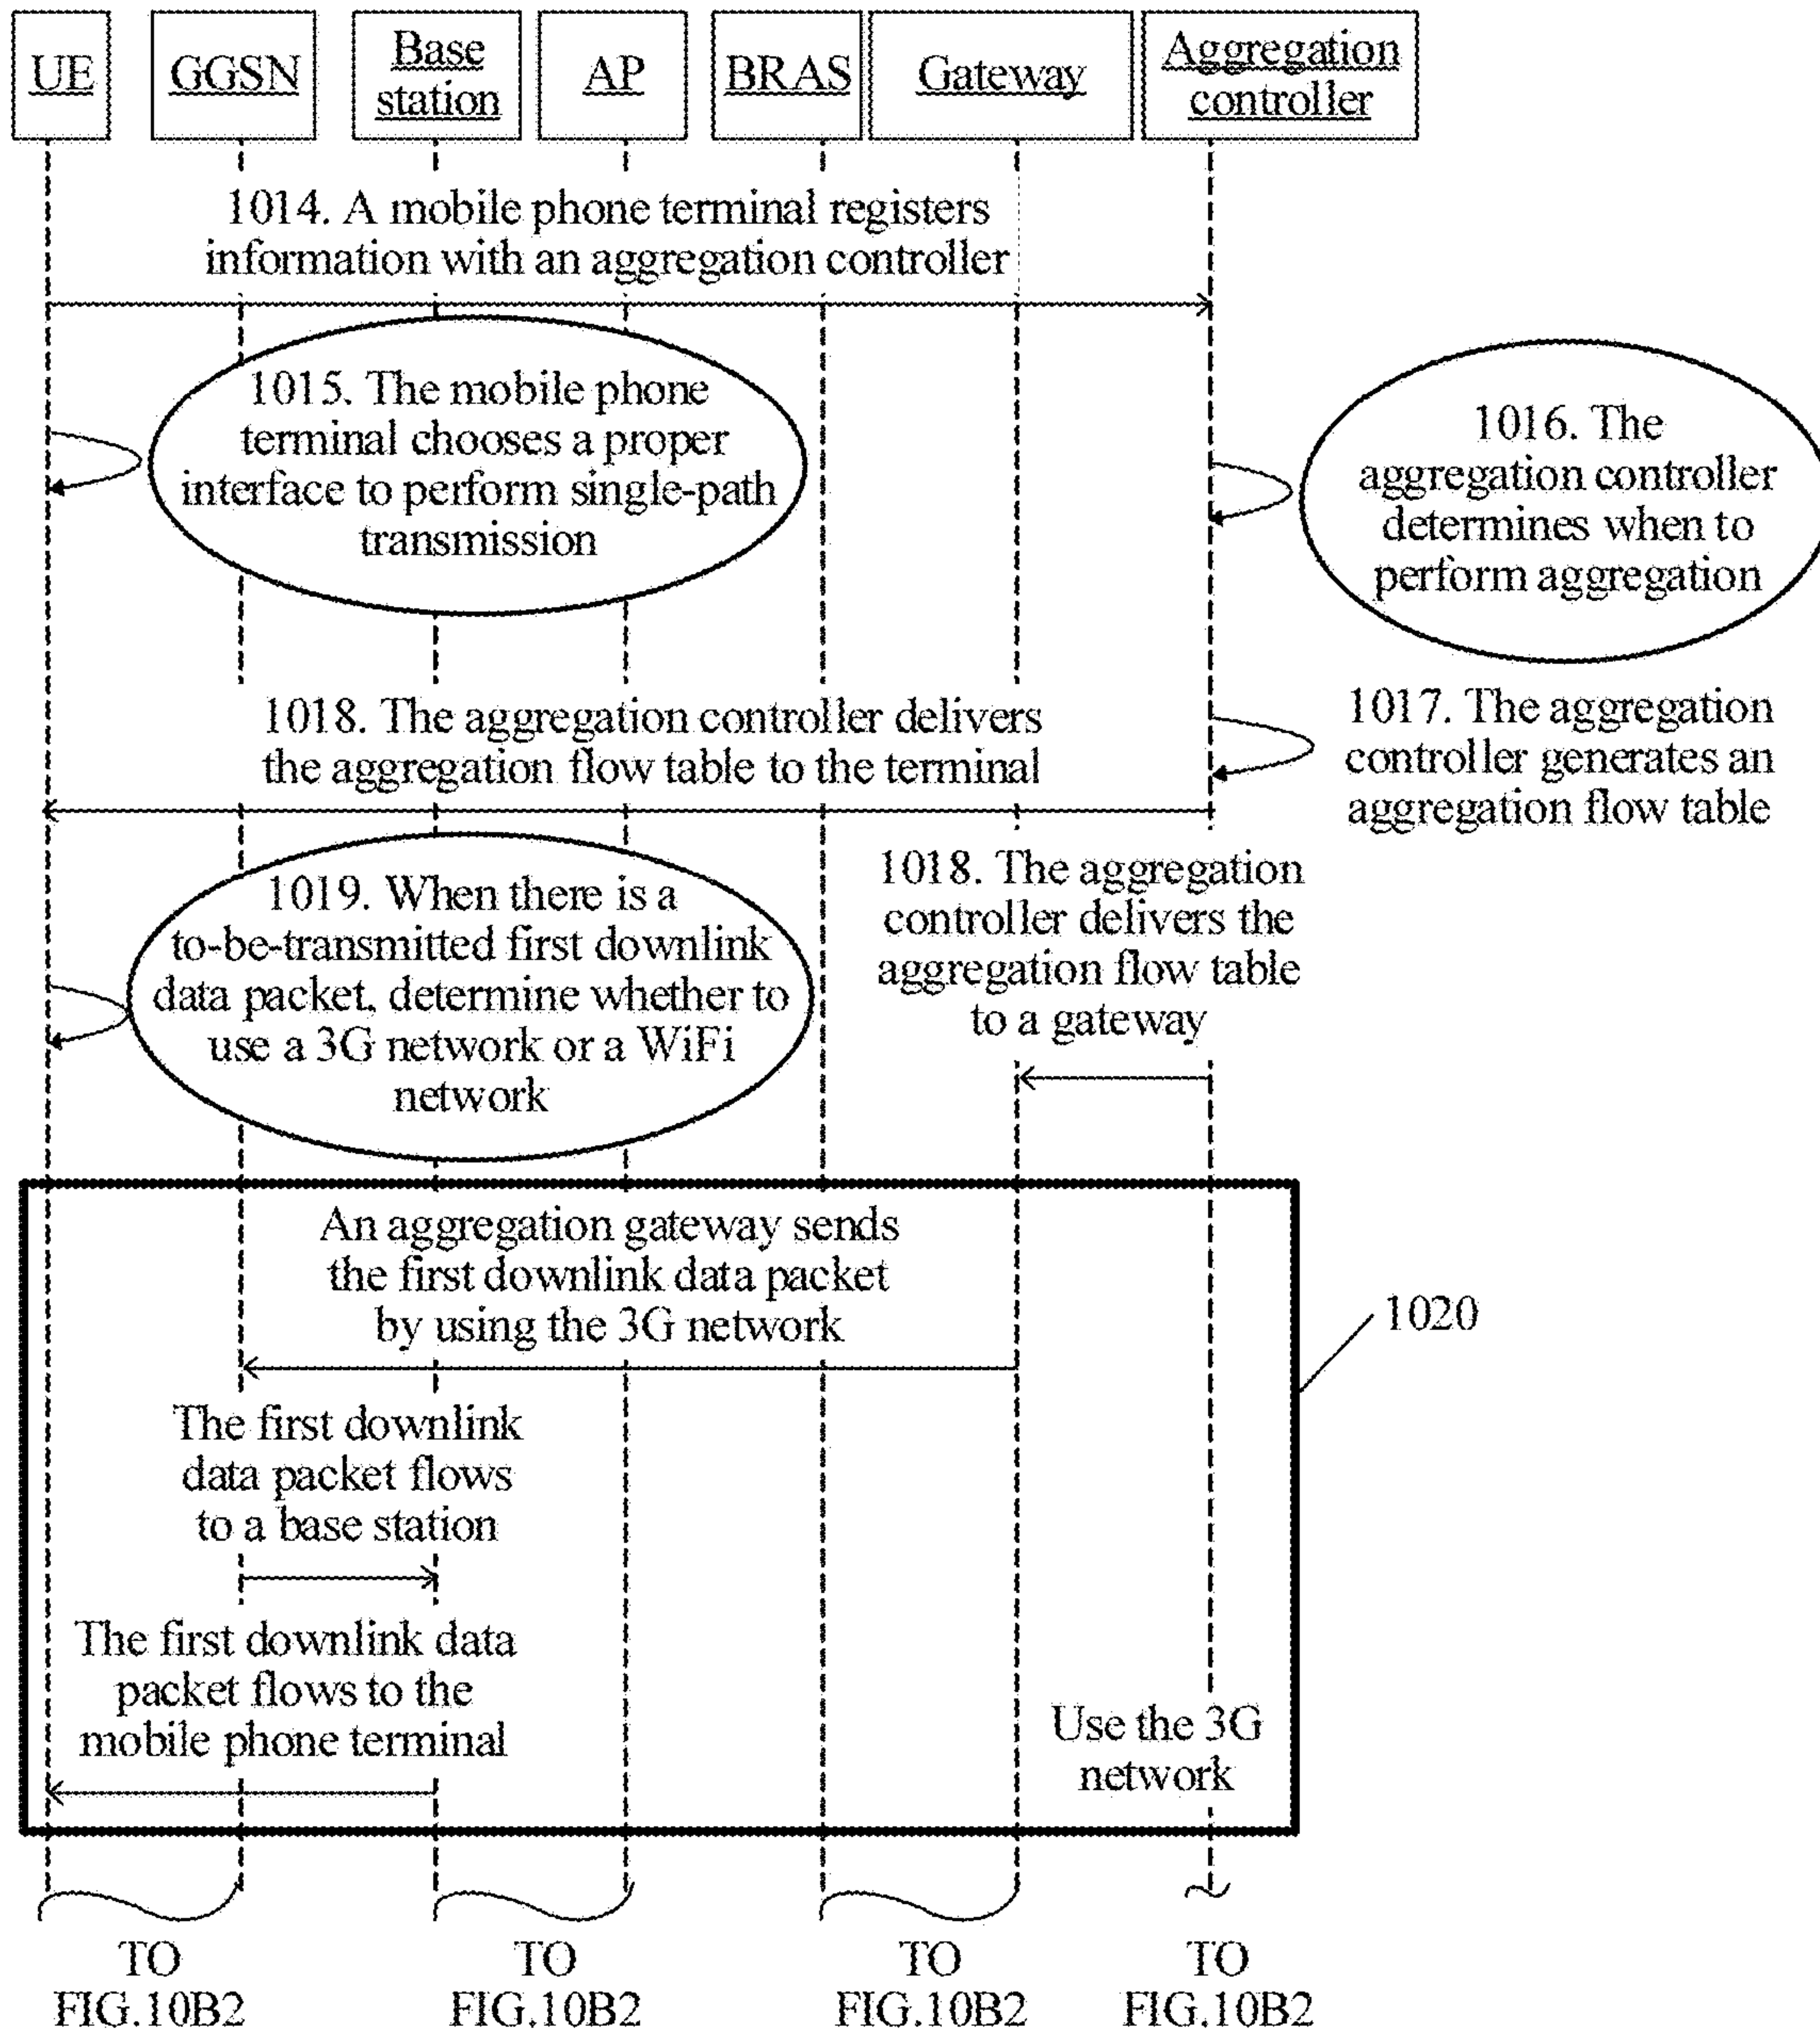 UE
GGSN
Base
station
AP
BRAS
Gateway
Aggregation
controller
1014. A mobile phone terminal registers
information with an aggregation controller
1015. The mobile phone
terminal chooses a proper
interface to perform single-path
transmission
1016. The
aggregation controller
determines when to
perform aggregation
1018. The aggregation controller delivers
the aggregation flow table to the terminal
1017. The aggregation
controller generates an
aggregation flow table
1019. When there is a
to-be-transmitted first downlink
data packet, determine whether to
use a 3G network or a WiFi
network
1018. The aggregation
controller delivers the
aggregation flow table
to a gateway
An aggregation gateway sends
the first downlink data packet
by using the 3G network
1020
The first downlink
data packet flows
to a base station
The first downlink data
packet flows to the
mobile phone terminal
Use the 3G
network
TO
FIG.10B2
TO
FIG.10B2
TO
FIG.10B2
TO
FIG.10B2